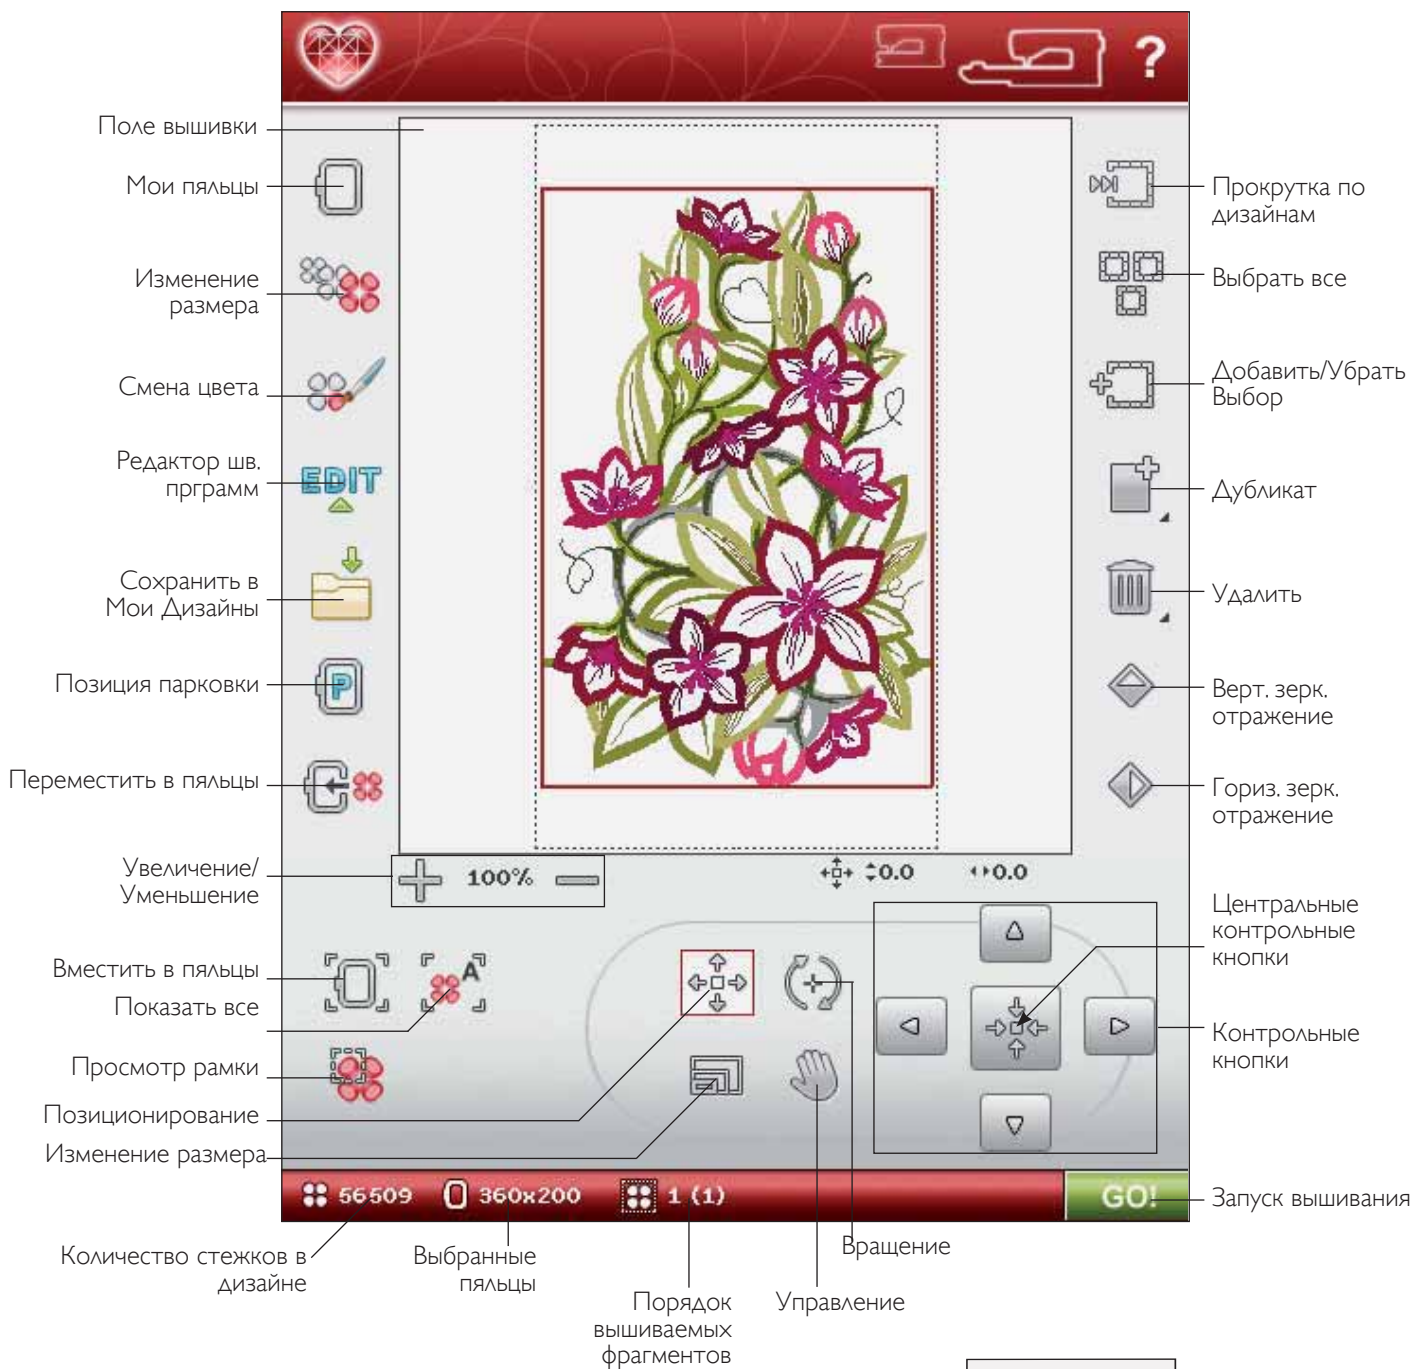 ?
Поле вышивки
Мои пяльцы
Изменение
размера
Смена цвета
Редактор шв.
прграмм
EDIT
Сохранить в
Мои Дизайны
Позиция парковки
P
Переместить в пяльцы
Увеличение/
Уменьшение
100%
0.0
0.0
Прокрутка по
дизайнам
Выбрать все
Добавить/Убрать
Выбор
Дубликат
Удалить
Верт. зерк.
отражение
Гориз. зерк.
отражение
Центральные
контрольные
кнопки
Контрольные
кнопки
Вместить в пяльцы
A
Показать все
Просмотр рамки
Позиционирование
Изменение размера
56509
360x200
1 (1)
GO!
Запуск вышивания
Количество стежков в
дизайне
Выбранные
пяльцы
Порядок
вышиваемых
фрагментов
Управление
Вращение